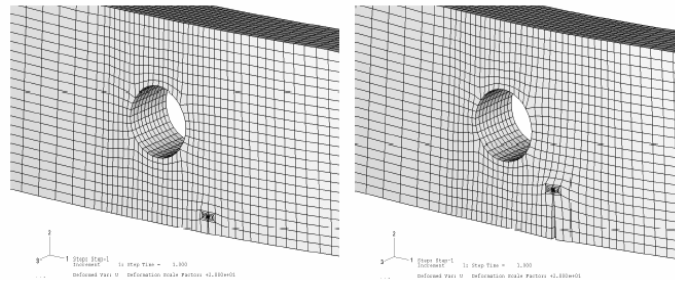 2
3
1
Step: Step-1
Increment 1: Step Time = 1.000
Deformed Var: U Deformation Scale Factor: +1.000e+01
2
3
1
Step: Step-1
Increment 1: Step Time = 1.000
Deformed Var: U Deformation Scale Factor: +1.000e+01